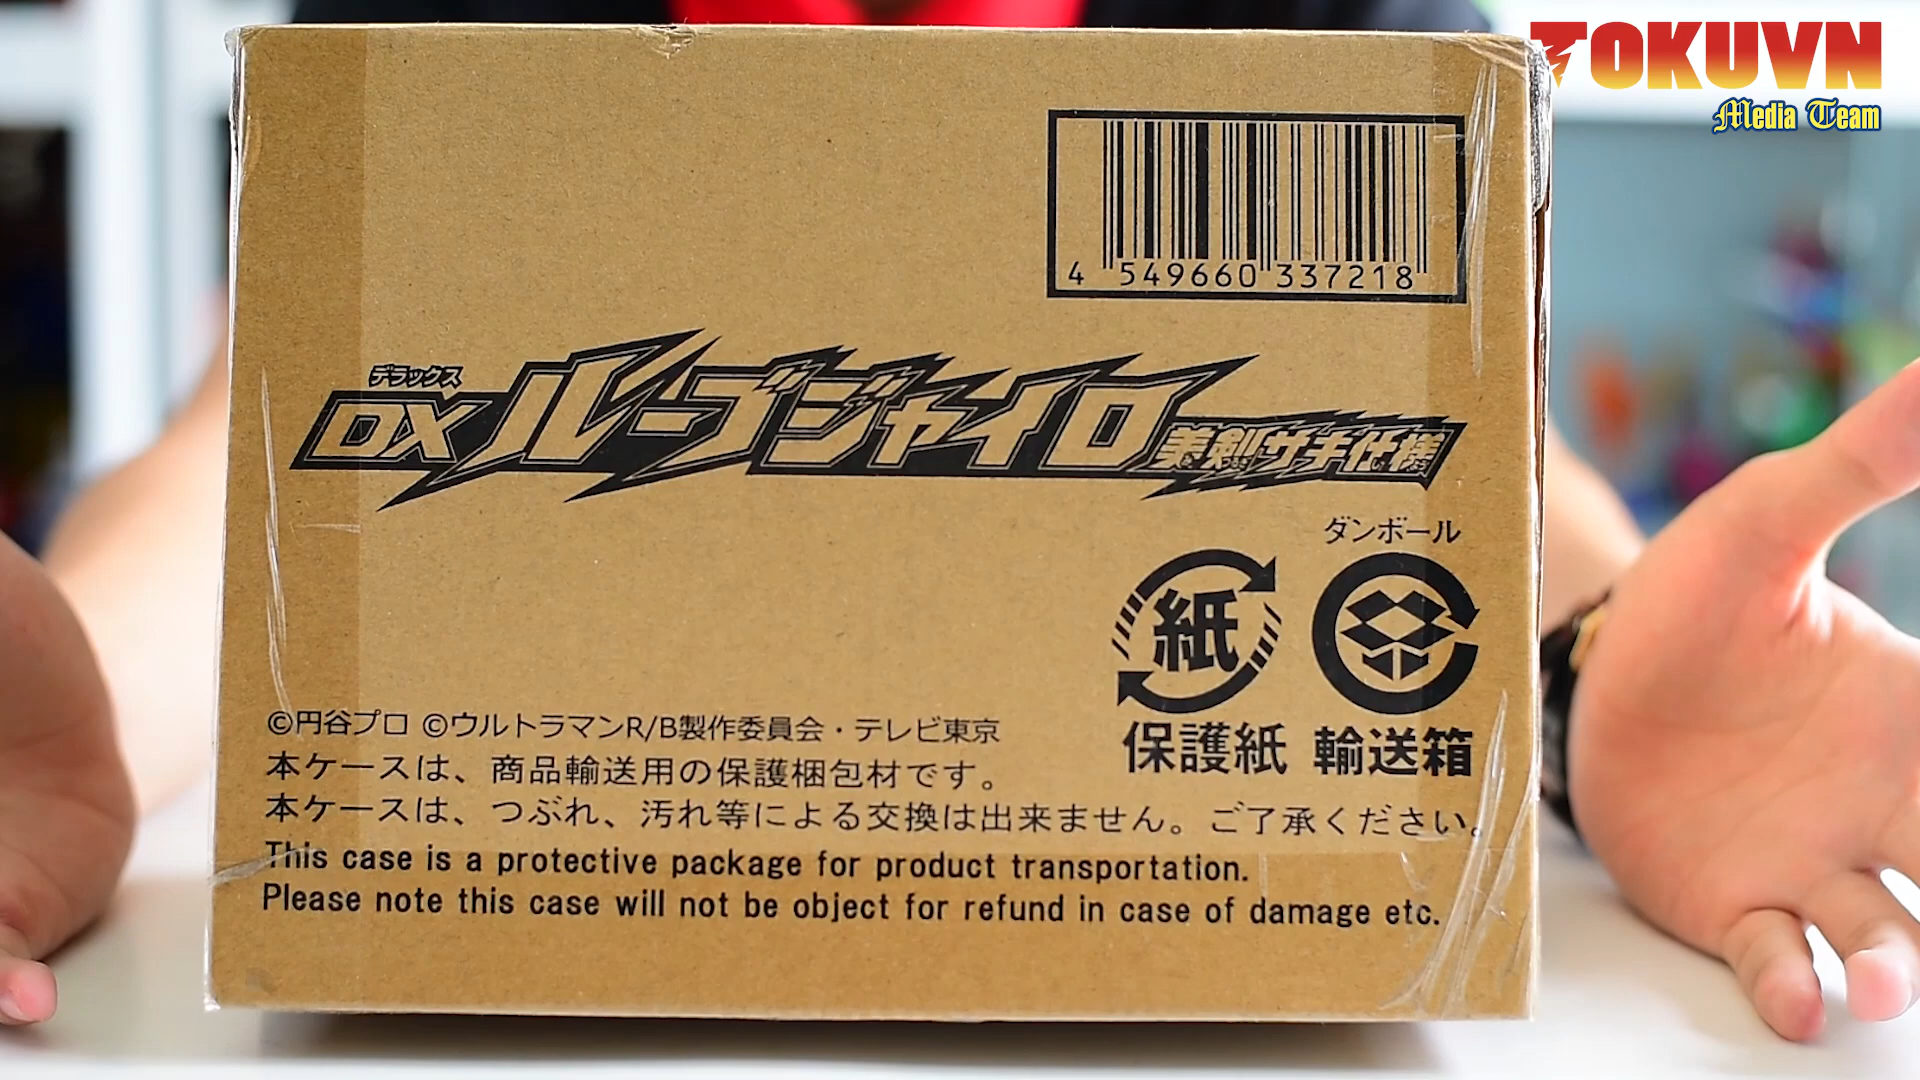 TOKUVN
Media Team
4 549660 337218
デラックス
DXルーブジャイロ 美剣サキ仕様
ダンボール
紙
保護紙 輸送箱
©円谷プロ ©ウルトラマンR/B製作委員会・テレビ東京
本ケースは、商品輸送用の保護梱包材です。
本ケースは、つぶれ、汚れ等による交換は出来ません。ご了承ください。
This case is a protective package for product transportation.
Please note this case will not be object for refund in case of damage etc.